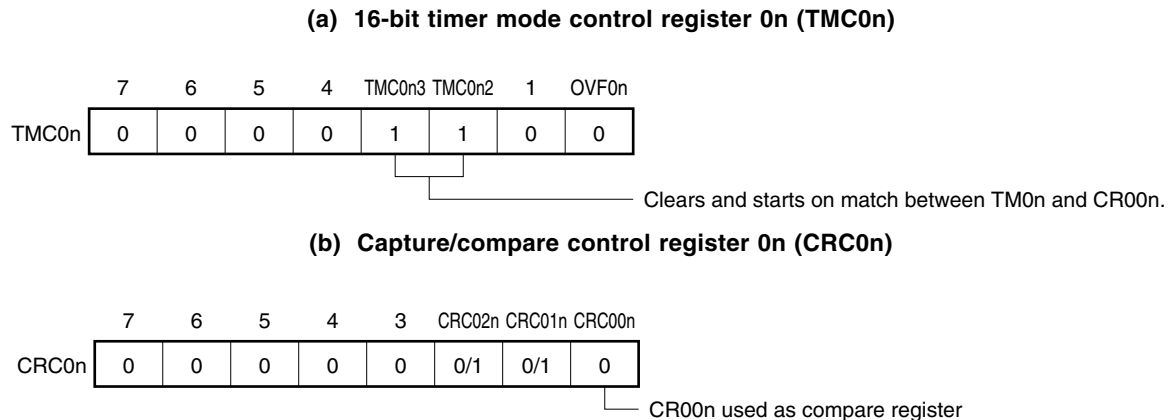 (a) 16-bit timer mode control register 0n (TMC0n)
7 6 5 4 TMC0n3 TMC0n2 1 OVF0n
TMC0n 0 0 0 0 1 1 0 0
Clears and starts on match between TM0n and CR00n.
(b) Capture/compare control register 0n (CRC0n)
7 6 5 4 3 CRC02n CRC01n CRC00n
CRC0n 0 0 0 0 0 0/1 0/1 0
CR00n used as compare register